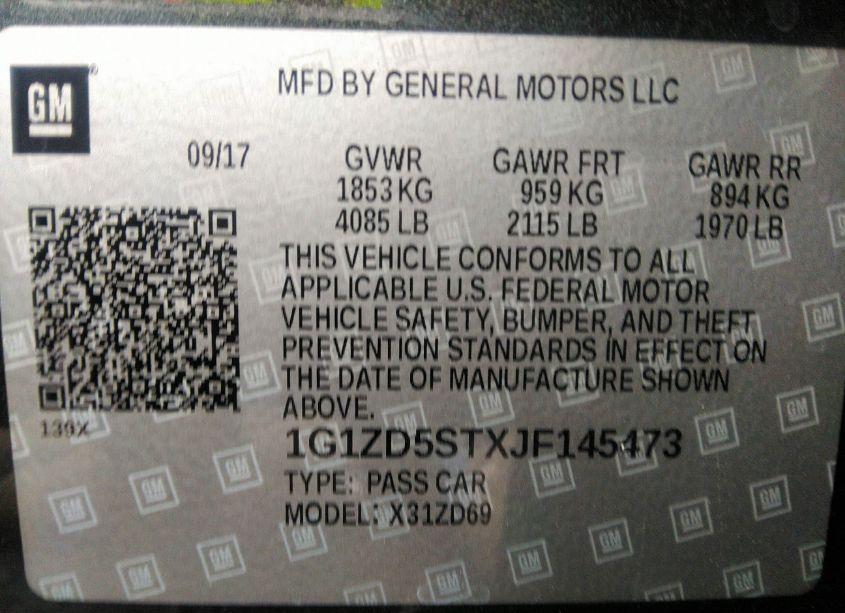 GM
MFD BY GENERAL MOTORS LLC
09/17 GVWR GAWR FRT GAWR RR
1853 KG 959 KG 894 KG
4085 LB 2115 LB 1970 LB
THIS VEHICLE CONFORMS TO ALL
APPLICABLE U.S. FEDERAL MOTOR
VEHICLE SAFETY, BUMPER, AND THEFT
PREVENTION STANDARDS IN EFFECT ON
THE DATE OF MANUFACTURE SHOWN
ABOVE.
139X
1G1ZD5STXJF145473
TYPE: PASS CAR
MODEL: X31ZD69